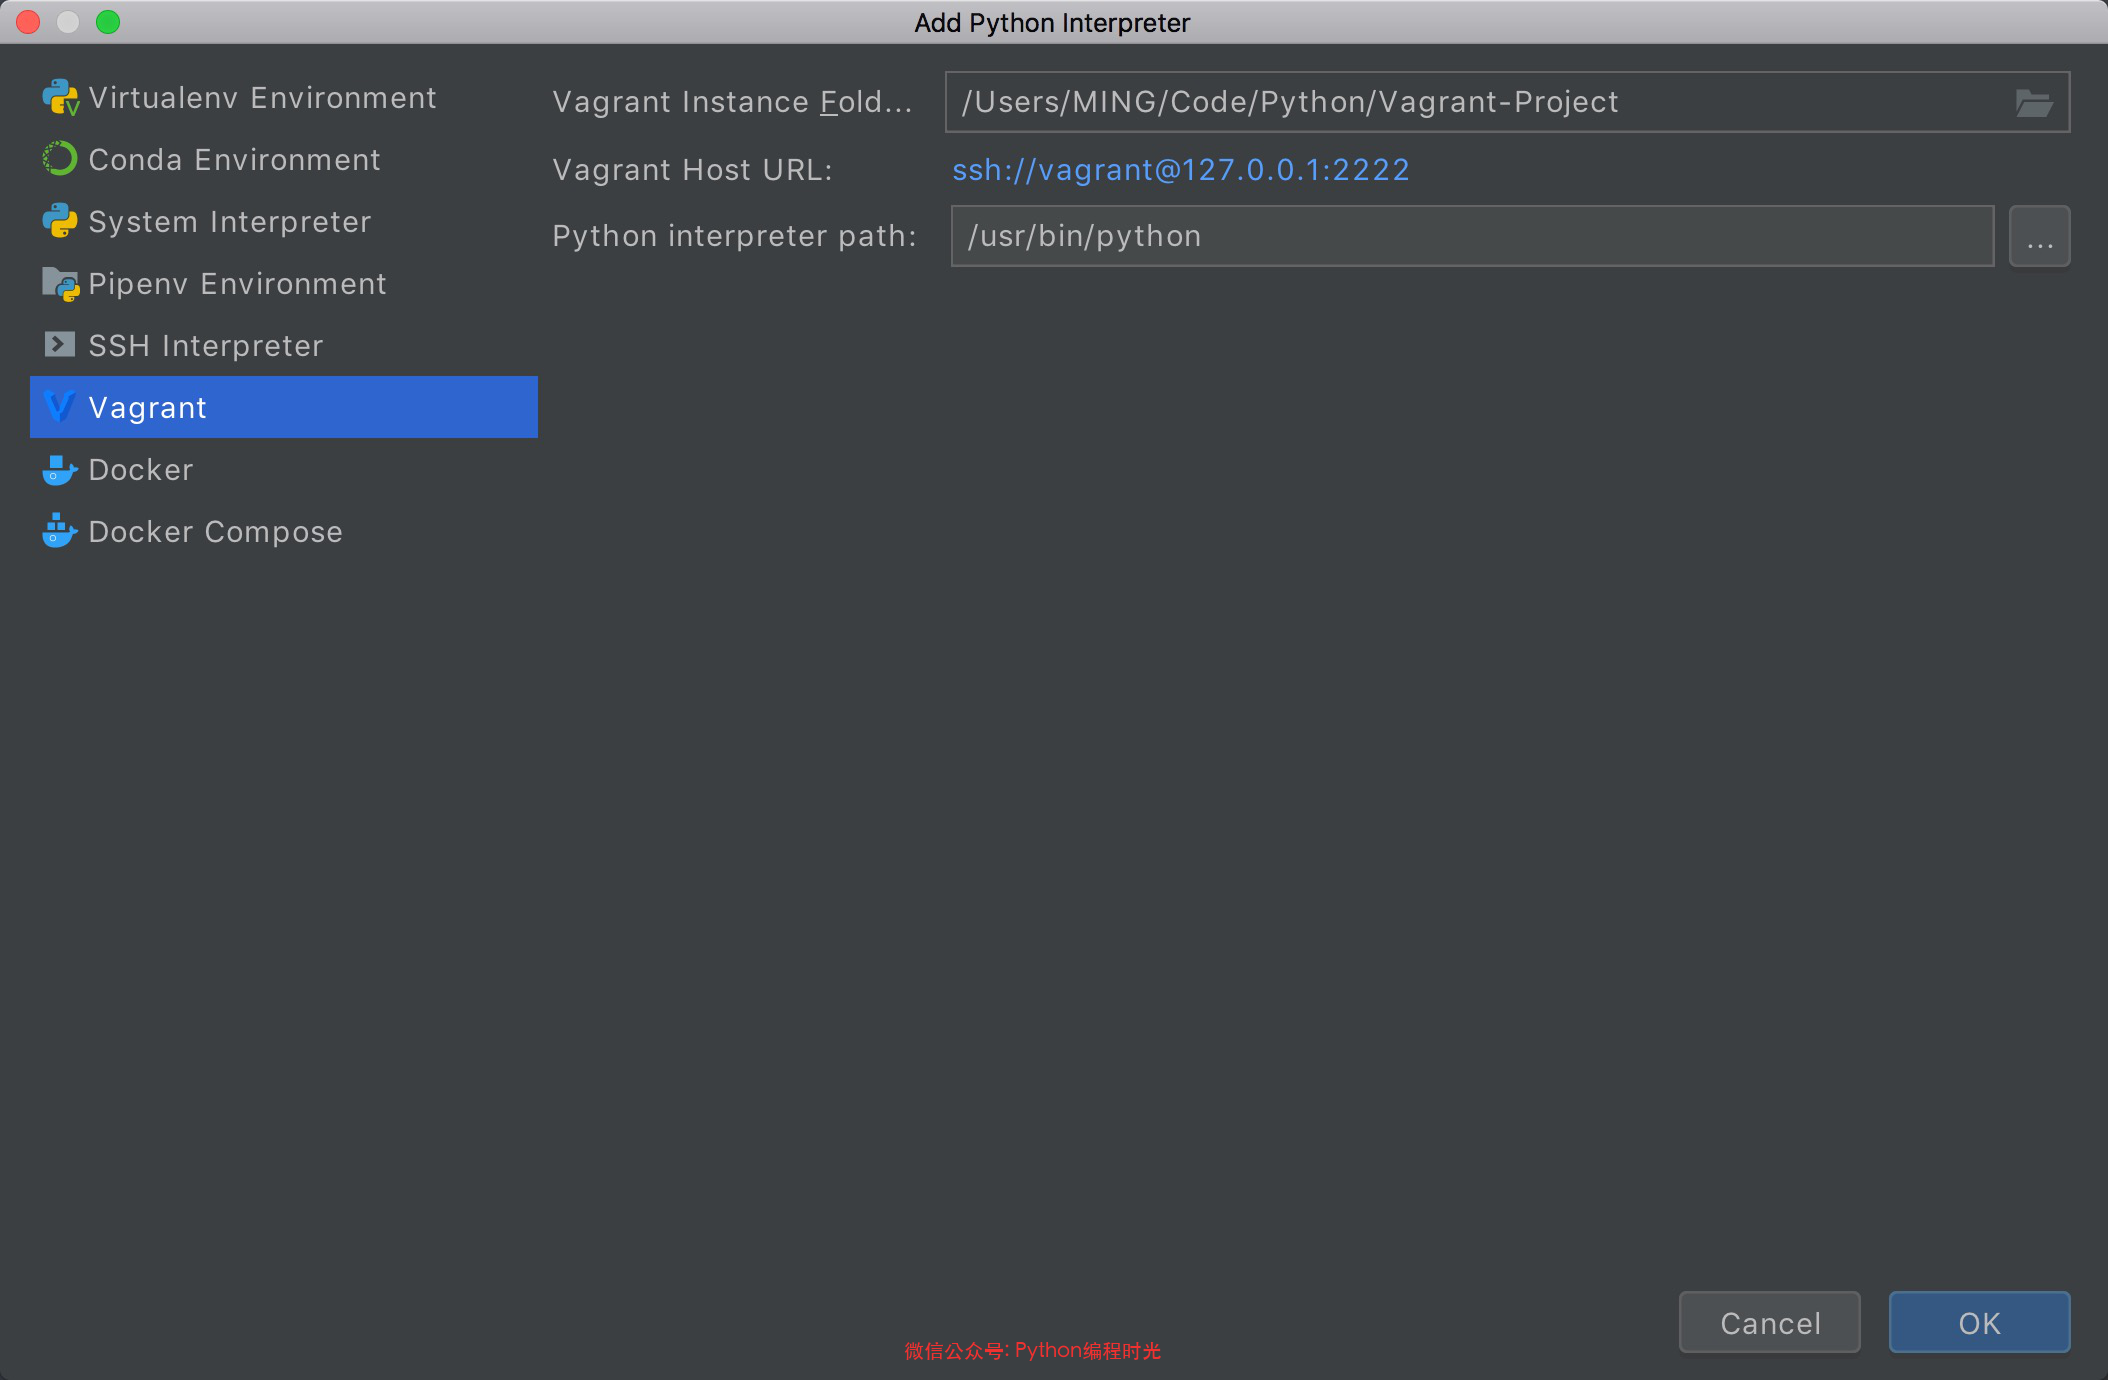 Add Python Interpreter
Virtualenv Environment
Conda Environment
System Interpreter
Pipenv Environment
SSH Interpreter
Vagrant
Docker
Docker Compose
Vagrant Instance Fold... /Users/MING/Code/Python/Vagrant-Project
Vagrant Host URL: ssh://vagrant@127.0.0.1:2222
Python interpreter path: /usr/bin/python ...
Cancel OK
微信公众号: Python编程时光